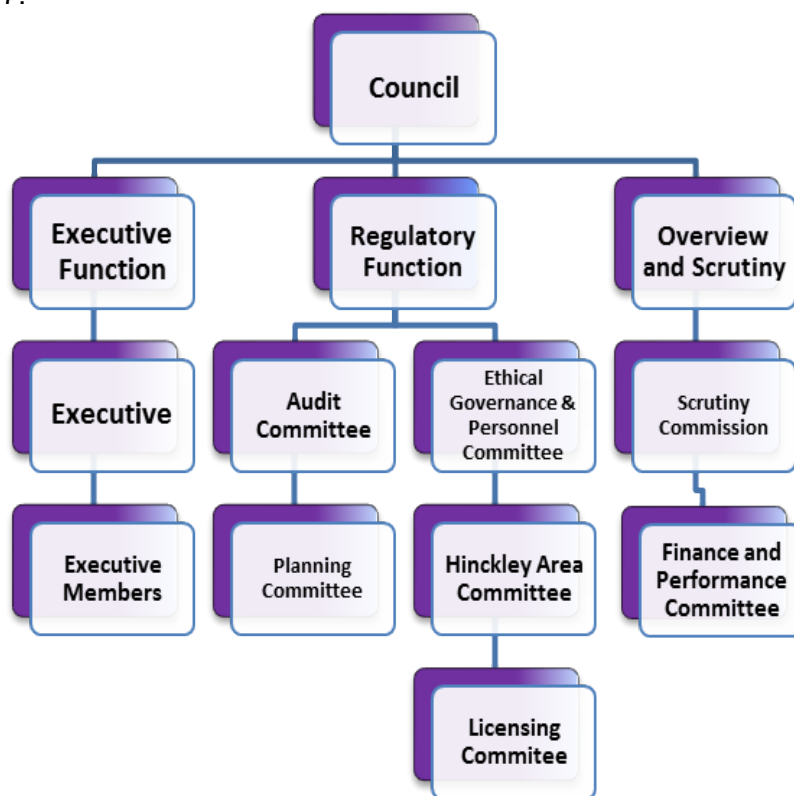 Council
Executive
Function
Regulatory
Function
Overview
and Scrutiny
Executive
Audit
Committee
Ethical
Governance &
Personnel
Committee
Scrutiny
Commission
Executive
Members
Planning
Committee
Hinckley Area
Committee
Finance and
Performance
Committee
Licensing
Commitee